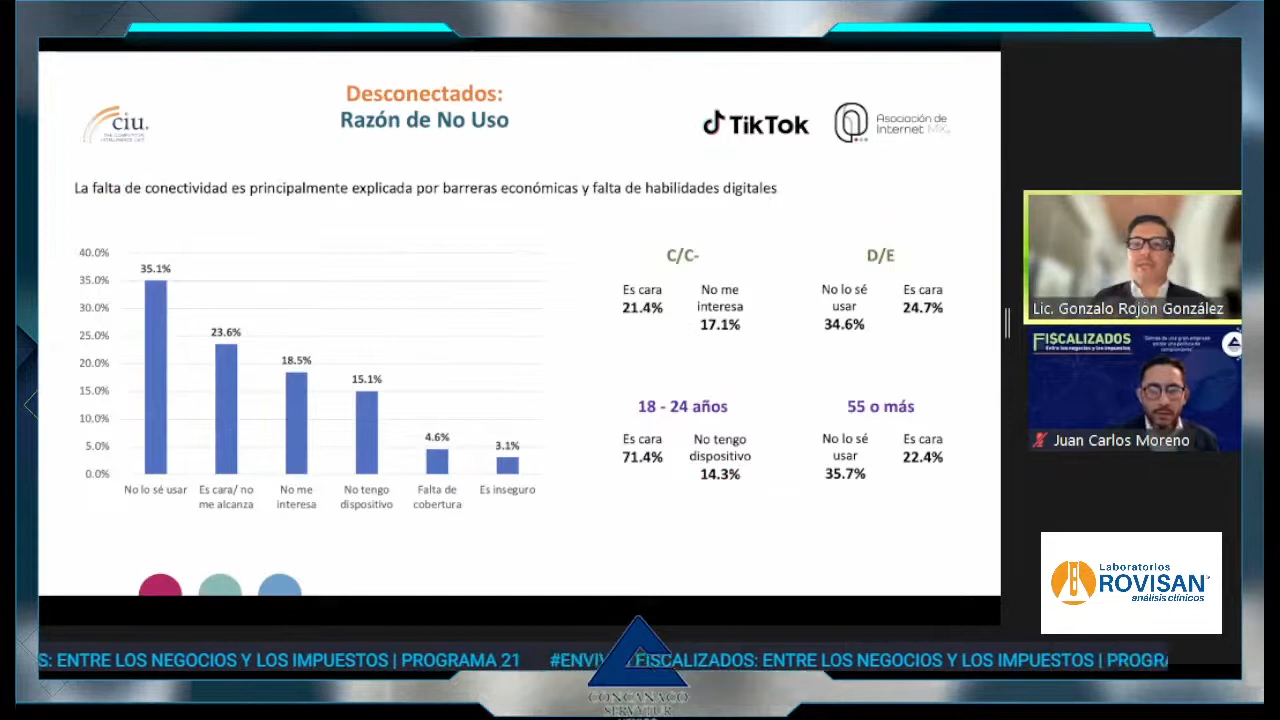 Desconectados:
Razón de No Uso
ciu.
TikTok
Asociación de
Internet MX.
La falta de conectividad es principalmente explicada por barreras económicas y falta de habilidades digitales
40.0%
35.0%
30.0%
25.0%
20.0%
15.0%
10.0%
5.0%
0.0%
35.1%
23.6%
18.5%
15.1%
4.6%
3.1%
No lo sé usar
Es cara/ no
me alcanza
No me
interesa
No tengo
dispositivo
Falta de
cobertura
Es inseguro
C/C-
Es cara
21.4%
No me
interesa
17.1%
D/E
No lo sé
usar
34.6%
Es cara
24.7%
18 - 24 años
Es cara
71.4%
No tengo
dispositivo
14.3%
55 o más
No lo sé
usar
35.7%
Es cara
22.4%
Lic. Gonzalo Rojón González
FISCALIZADOS
Entre los negocios y los impuestos
Juan Carlos Moreno
Laboratorios
ROVISAN
análisis clínicos
S: ENTRE LOS NEGOCIOS Y LOS IMPUESTOS | PROGRAMA 21 #ENVIV FISCALIZADOS: ENTRE LOS NEGOCIOS Y LOS IMPUESTOS | PROGRA
CONCANACO
SERVYTUR